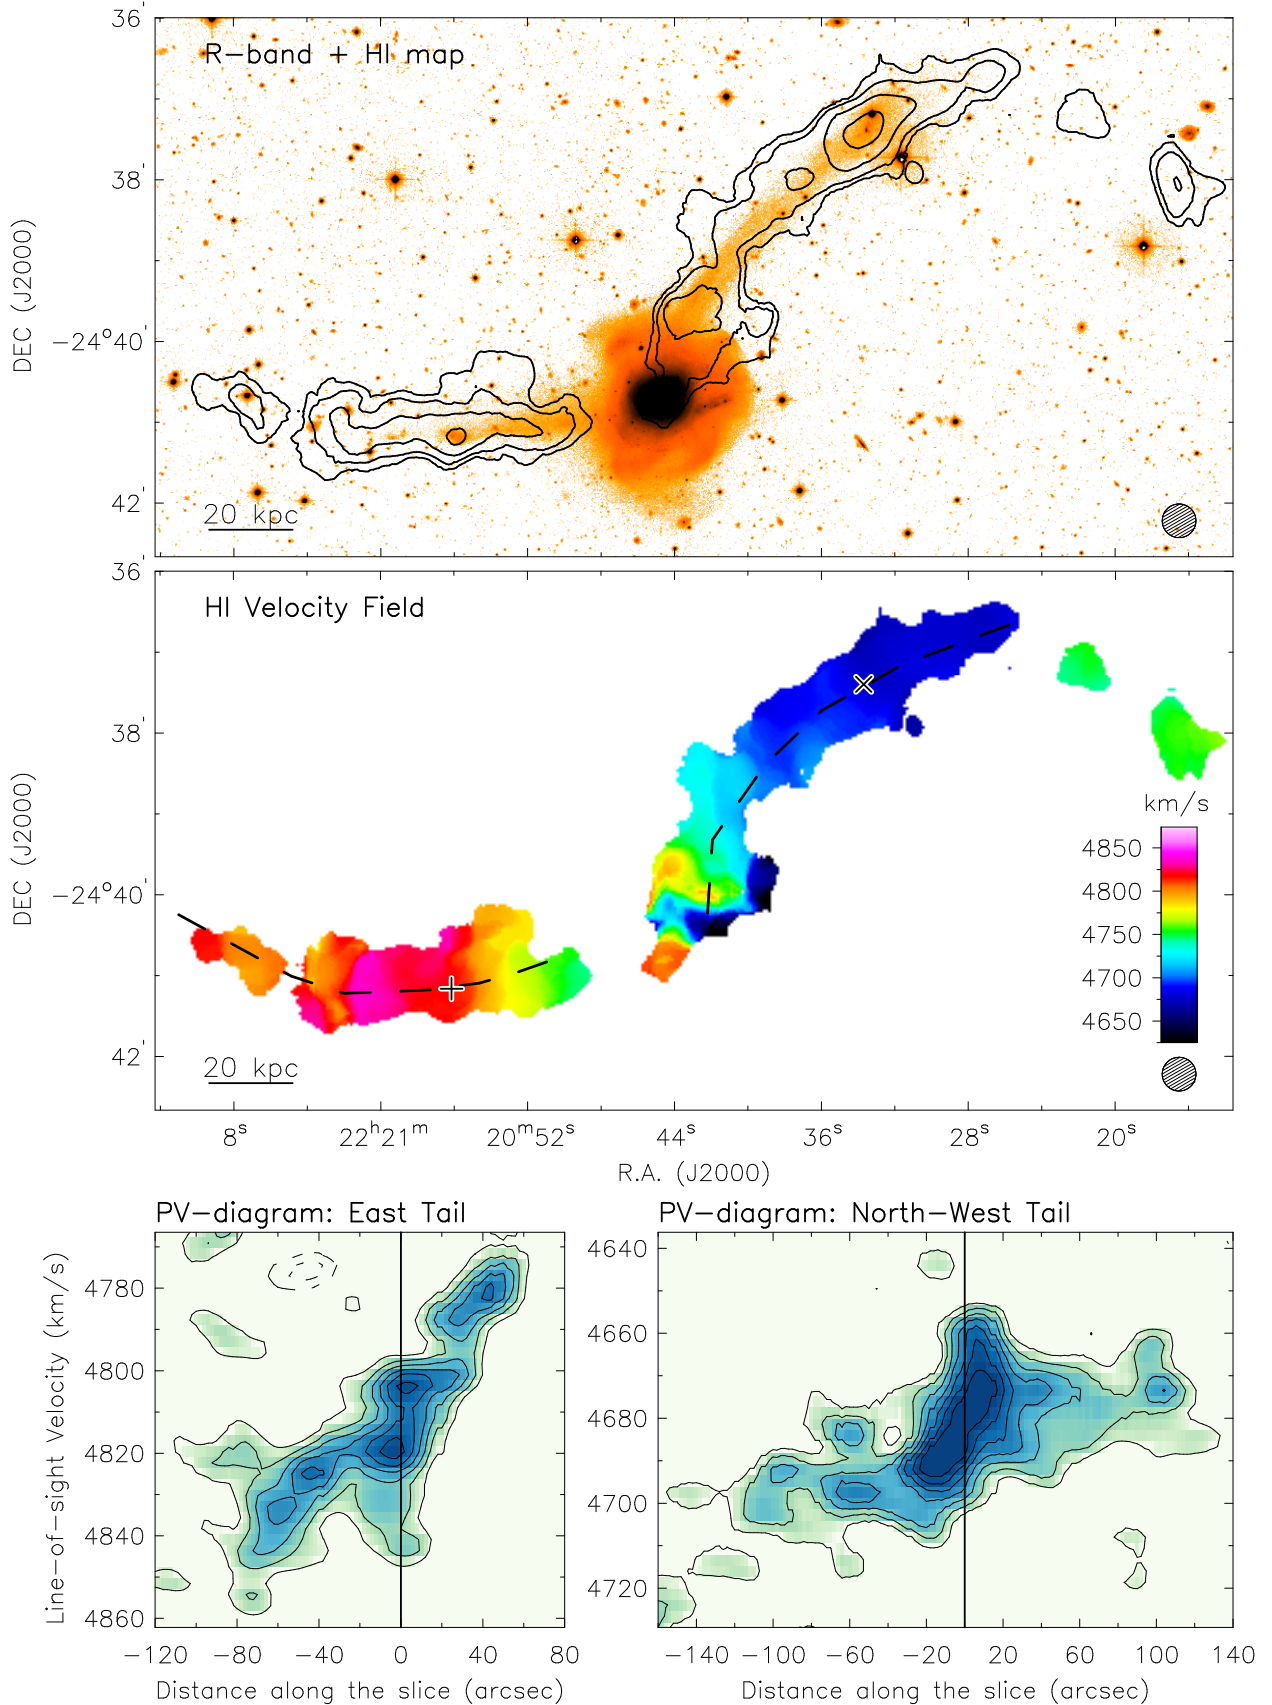 R-band + HI map
36'
38'
-24°40'
42'
DEC (J2000)
20 kpc
HI Velocity Field
36'
38'
-24°40'
42'
DEC (J2000)
20 kpc
km/s
4850
4800
4750
4700
4650
8ˢ 22ʰ21ᵐ 20ᵐ52ˢ 44ˢ 36ˢ 28ˢ 20ˢ
R.A. (J2000)
PV-diagram: East Tail
4780
4800
4820
4840
4860
Line-of-sight Velocity (km/s)
-120 -80 -40 0 40 80
Distance along the slice (arcsec)
PV-diagram: North-West Tail
4640
4660
4680
4700
4720
-140 -100 -60 -20 20 60 100 140
Distance along the slice (arcsec)